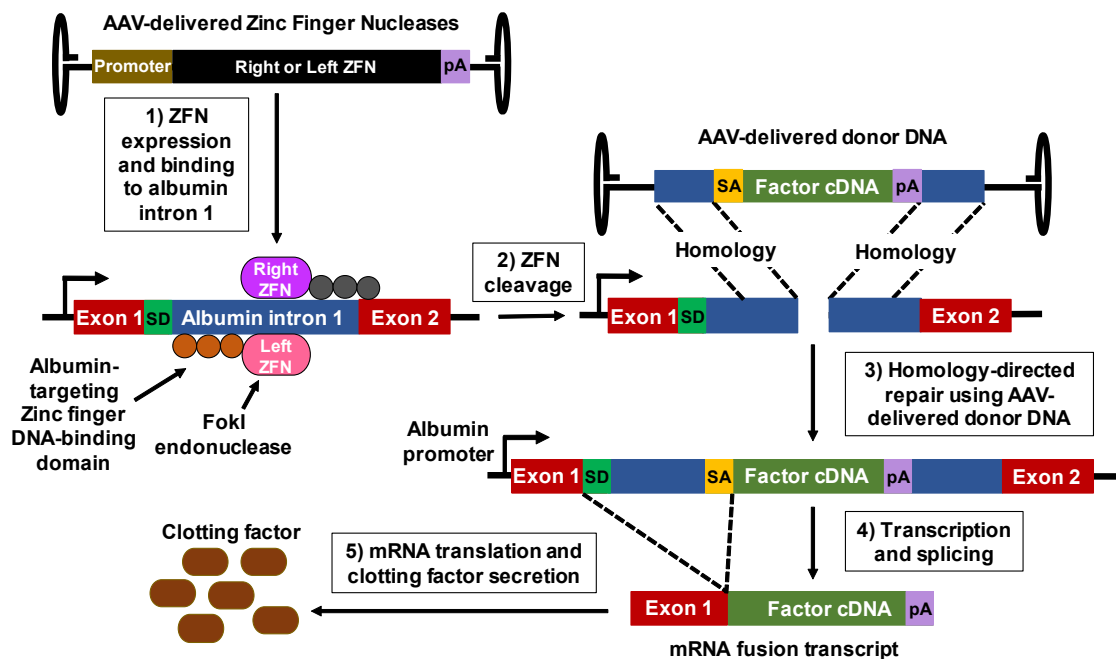 AAV-delivered Zinc Finger Nucleases
Promoter
Right or Left ZFN
pA
1) ZFN
expression
and binding
to albumin
intron 1
AAV-delivered donor DNA
SA
Factor cDNA
pA
Homology
Homology
Right
ZFN
2) ZFN
cleavage
Exon 1
SD
Albumin intron 1
Exon 2
Left
ZFN
Exon 1
SD
Exon 2
Albumin-
targeting
Zinc finger
DNA-binding
domain
FokI
endonuclease
3) Homology-directed
repair using AAV-
delivered donor DNA
Albumin
promoter
Exon 1
SD
SA
Factor cDNA
pA
Exon 2
4) Transcription
and splicing
Clotting factor
5) mRNA translation and
clotting factor secretion
Exon 1
Factor cDNA
pA
mRNA fusion transcript